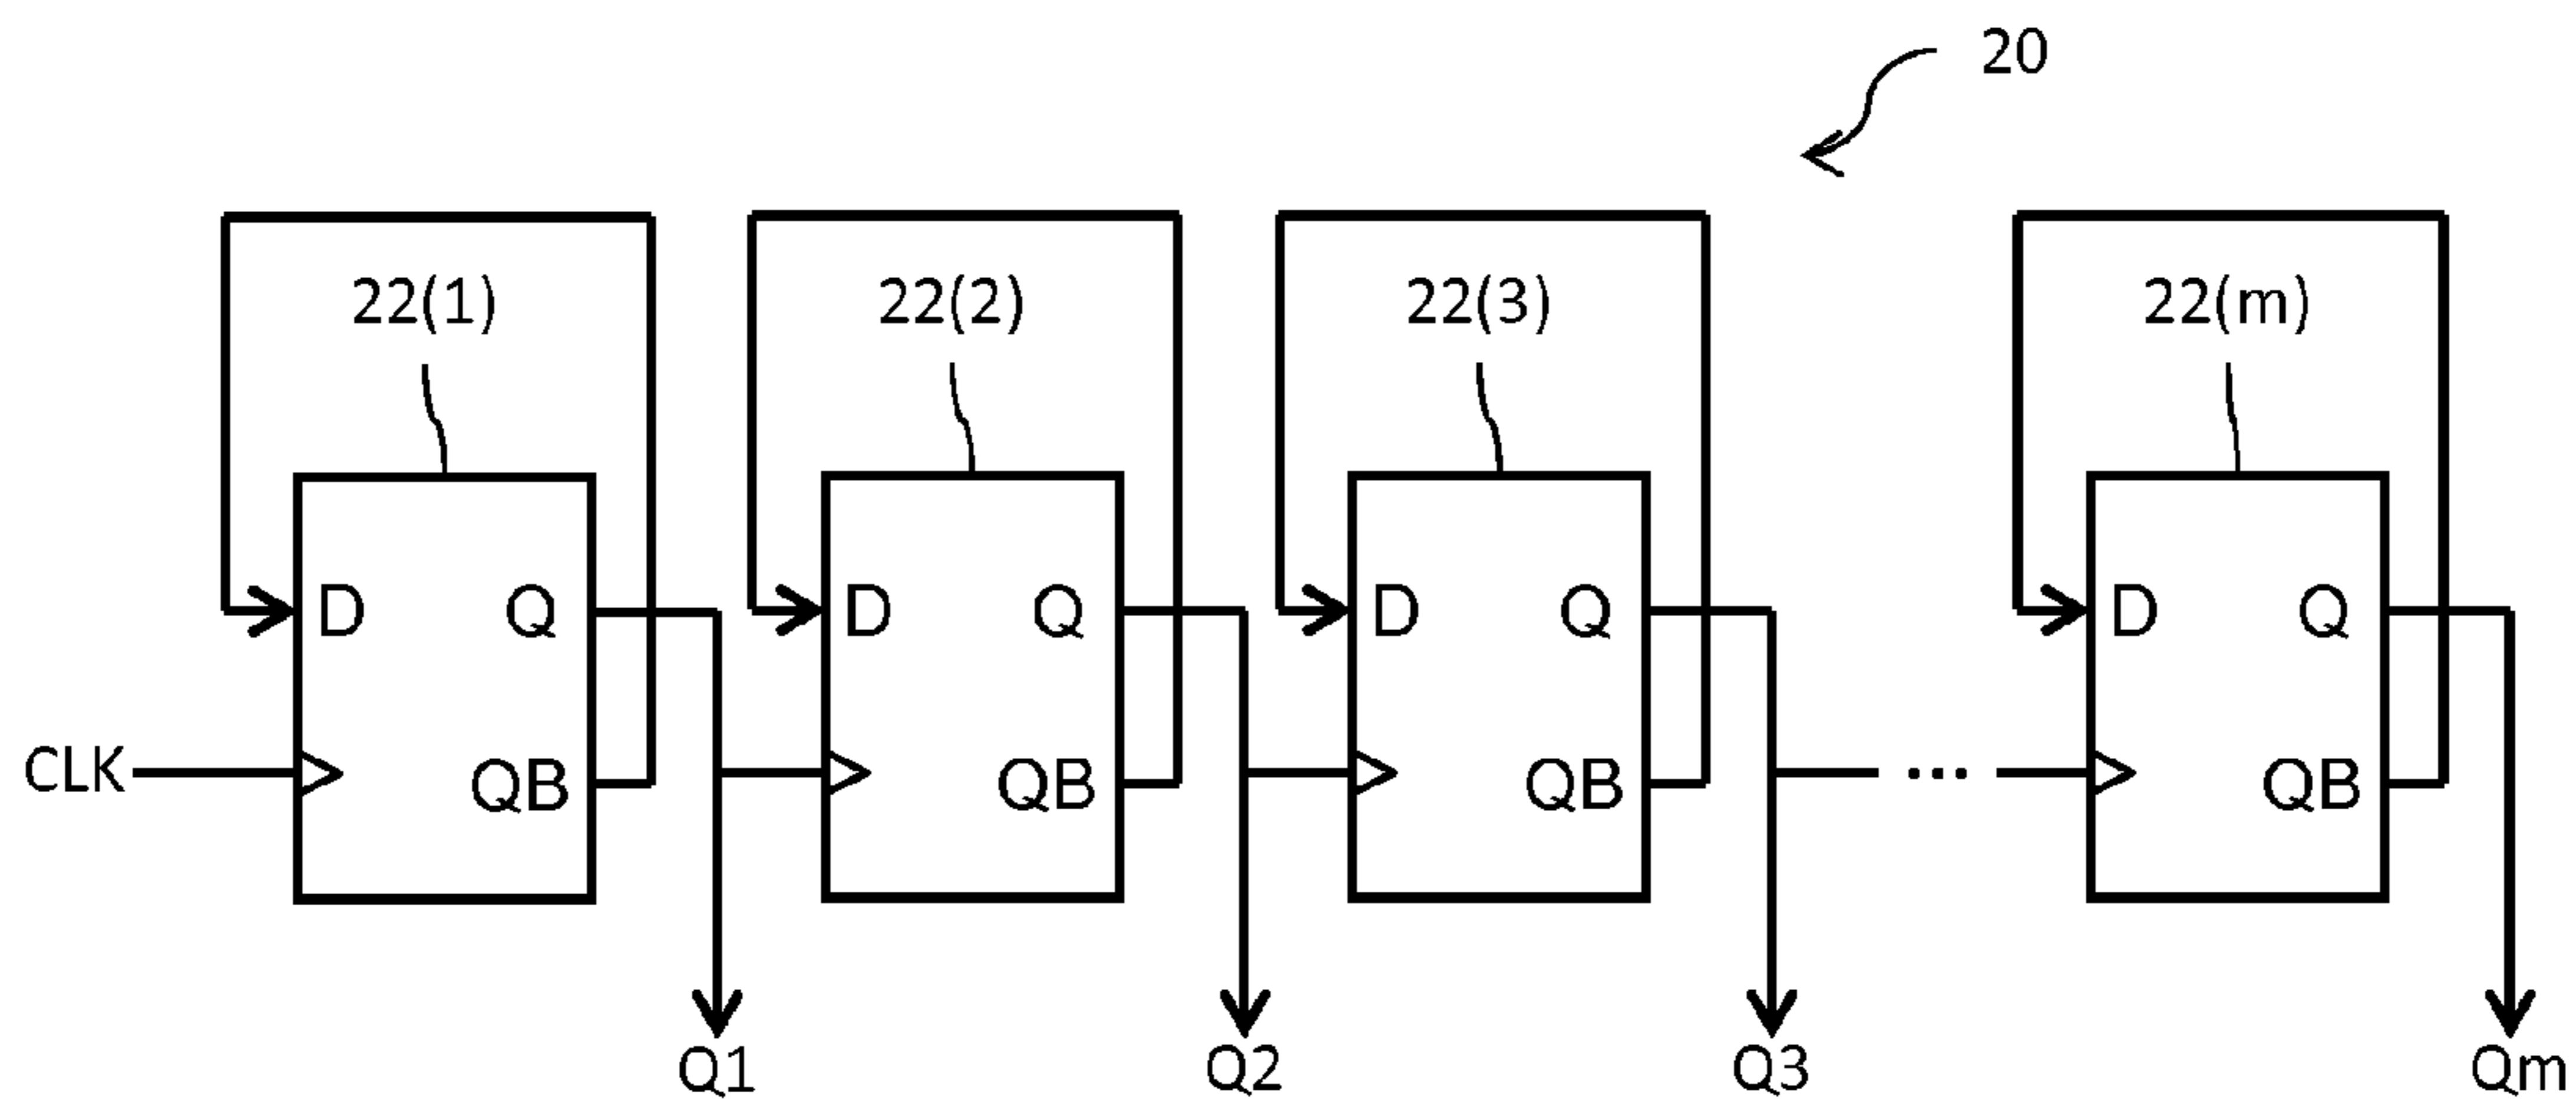 20
22(1) 22(2) 22(3) 22(m)
D Q D Q D Q D Q
CLK QB QB QB ... QB
Q1 Q2 Q3 Qm